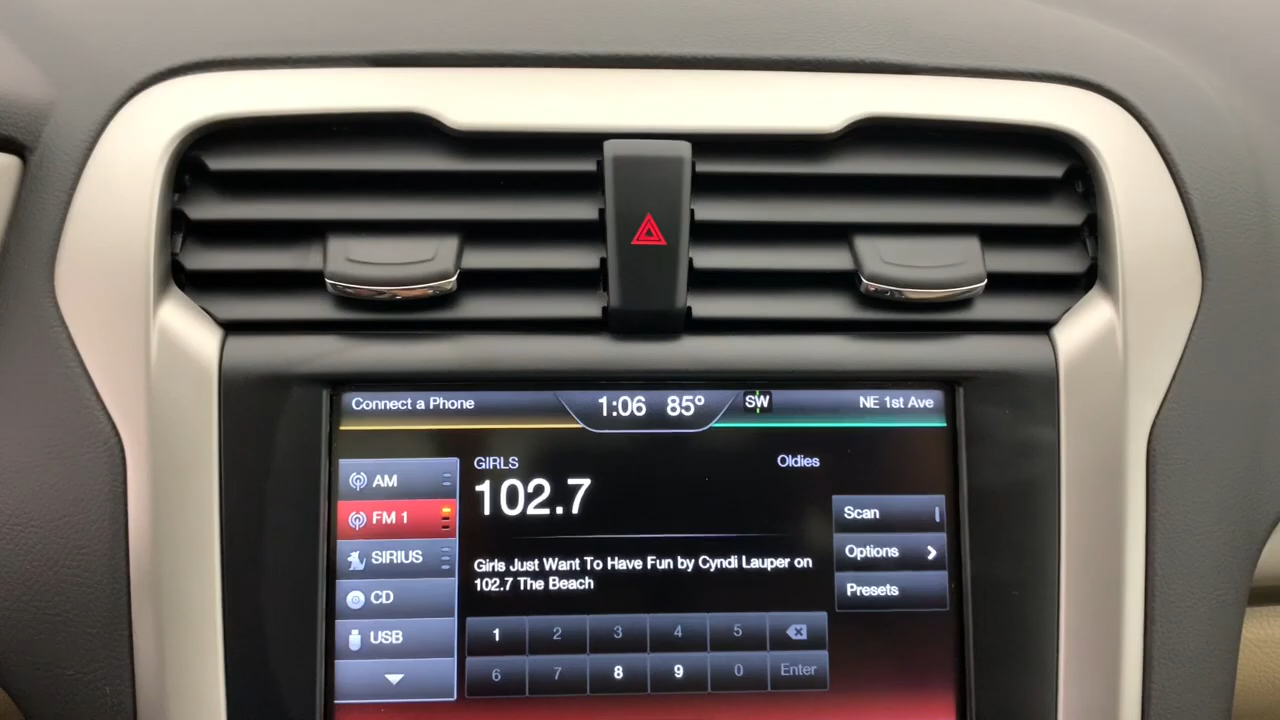 Connect a Phone
1:06 85°
SW
NE 1st Ave
AM
FM 1
SIRIUS
CD
USB
GIRLS
Oldies
102.7
Girls Just Want To Have Fun by Cyndi Lauper on
102.7 The Beach
1 2 3 4 5
6 7 8 9 0 Enter
Scan
Options
Presets